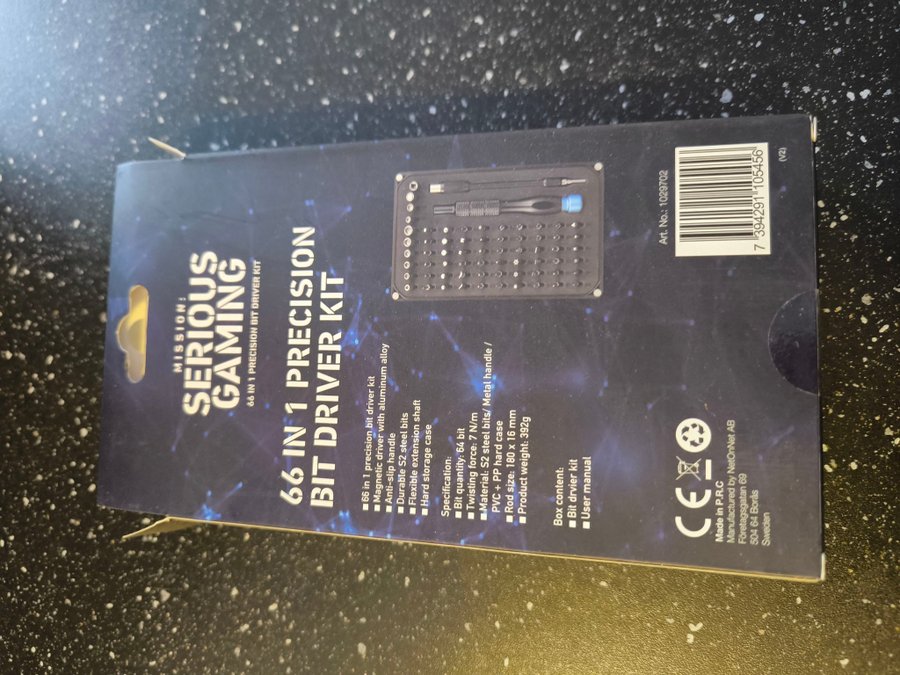 MISSION:
SERIOUS
GAMING
66 IN 1 PRECISION BIT DRIVER KIT
66 IN 1 PRECISION
BIT DRIVER KIT
■ 66 in 1 precision bit driver kit
■ Magnetic driver with aluminum alloy
■ Anti-slip handle
■ Durable S2 steel bits
■ Flexible extension shaft
■ Hard storage case
Specification:
■ Bit quantity: 64 bit
■ Twisting force: 7 N/m
■ Material: S2 steel bits/ Metal handle /
PVC + PP hard case
■ Rod size: 180 x 16 mm
■ Product weight: 392g
Box content:
■ Bit drvier kit
■ User manual
CE
Made in P.R.C
Manufactured by NetOnNet AB
Företagsgatan 69
504 64 Borås
Sweden
Art. No.: 1029702
7 394291 105456
(V2)